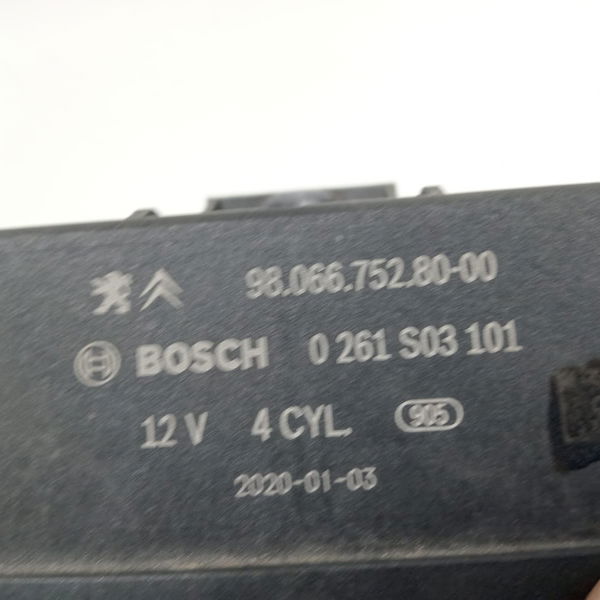 98.066.752.80-00
BOSCH 0 261 S03 101
12 V 4 CYL. 905
2020-01-03